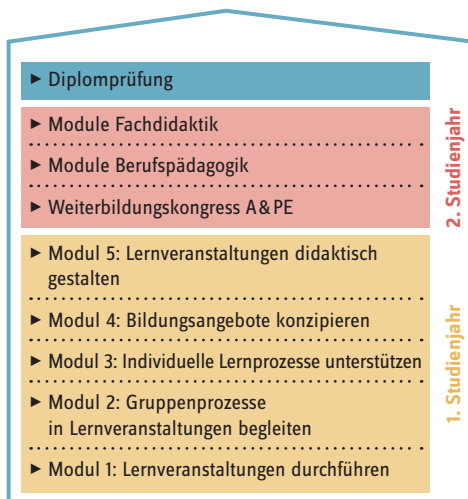 ► Diplomprüfung
► Module Fachdidaktik
► Module Berufspädagogik
► Weiterbildungskongress A & PE
2. Studienjahr
► Modul 5: Lernveranstaltungen didaktisch
gestalten
► Modul 4: Bildungsangebote konzipieren
► Modul 3: Individuelle Lernprozesse unterstützen
► Modul 2: Gruppenprozesse
in Lernveranstaltungen begleiten
► Modul 1: Lernveranstaltungen durchführen
1. Studienjahr